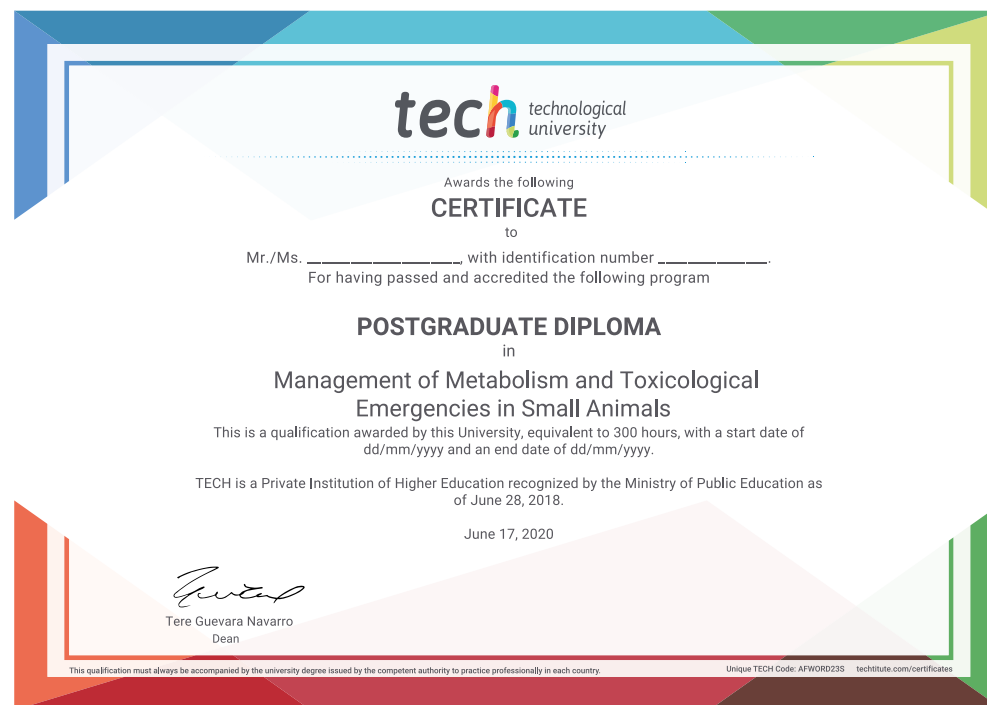 tech technological
university
Awards the following
CERTIFICATE
to
Mr./Ms. ____________________, with identification number ______________.
For having passed and accredited the following program
POSTGRADUATE DIPLOMA
in
Management of Metabolism and Toxicological
Emergencies in Small Animals
This is a qualification awarded by this University, equivalent to 300 hours, with a start date of
dd/mm/yyyy and an end date of dd/mm/yyyy.
TECH is a Private Institution of Higher Education recognized by the Ministry of Public Education as
of June 28, 2018.
June 17, 2020
Tere Guevara Navarro
Dean
This qualification must always be accompanied by the university degree issued by the competent authority to practice professionally in each country.
Unique TECH Code: AFWORD23S techtitute.com/certificates